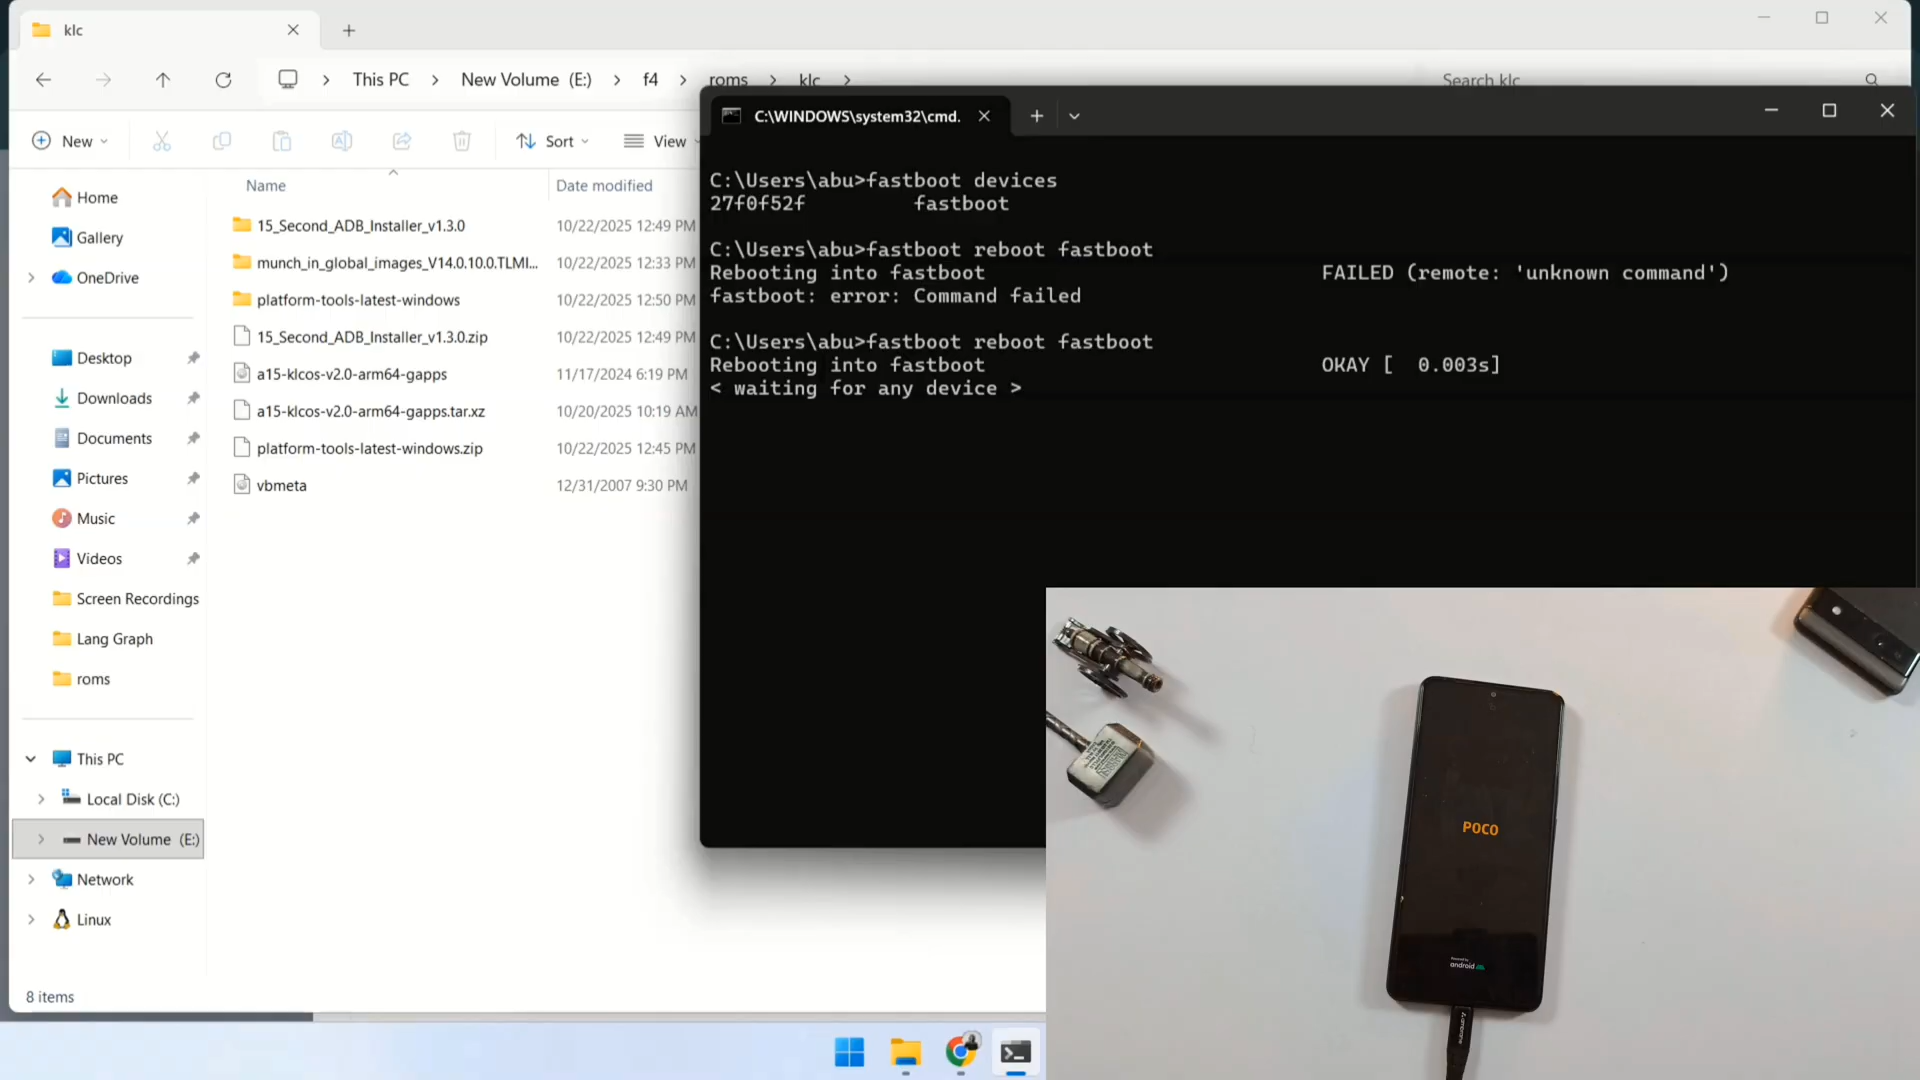 klc
This PC
New Volume (E:)
f4
roms
klc
Search klc
New
Sort
View
C:\WINDOWS\system32\cmd.
Name
Date modified
Home
Gallery
OneDrive
Desktop
Downloads
Documents
Pictures
Music
Videos
Screen Recordings
Lang Graph
roms
This PC
Local Disk (C:)
New Volume (E:)
Network
Linux
15_Second_ADB_Installer_v1.3.0 10/22/2025 12:49 PM
munch_in_global_images_V14.0.10.0.TLMI... 10/22/2025 12:33 PM
platform-tools-latest-windows 10/22/2025 12:50 PM
15_Second_ADB_Installer_v1.3.0.zip 10/22/2025 12:49 PM
a15-klcos-v2.0-arm64-gapps 11/17/2024 6:19 PM
a15-klcos-v2.0-arm64-gapps.tar.xz 10/20/2025 10:19 AM
platform-tools-latest-windows.zip 10/22/2025 12:45 PM
vbmeta 12/31/2007 9:30 PM
8 items
C:\Users\abu>fastboot devices
27f0f52f fastboot
C:\Users\abu>fastboot reboot fastboot
Rebooting into fastboot FAILED (remote: 'unknown command')
fastboot: error: Command failed
C:\Users\abu>fastboot reboot fastboot
Rebooting into fastboot OKAY [ 0.003s]
< waiting for any device >
POCO
Powered by
android